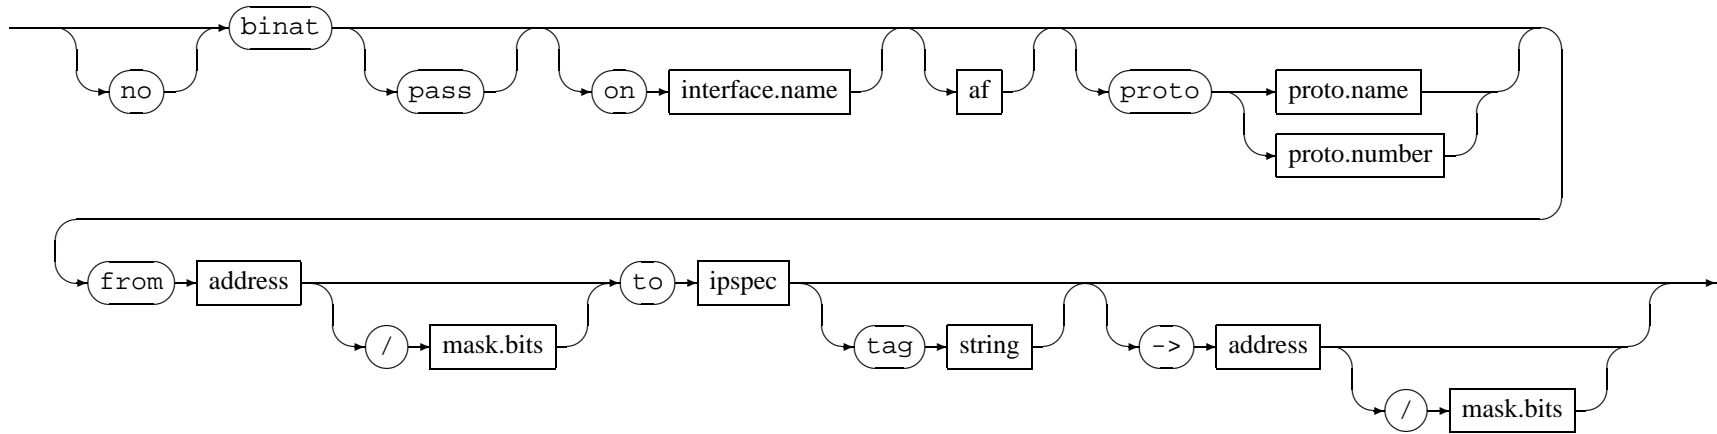 binat
no pass on interface.name af proto proto.name
proto.number
from address to ipspec
/ mask.bits tag string -> address
/ mask.bits